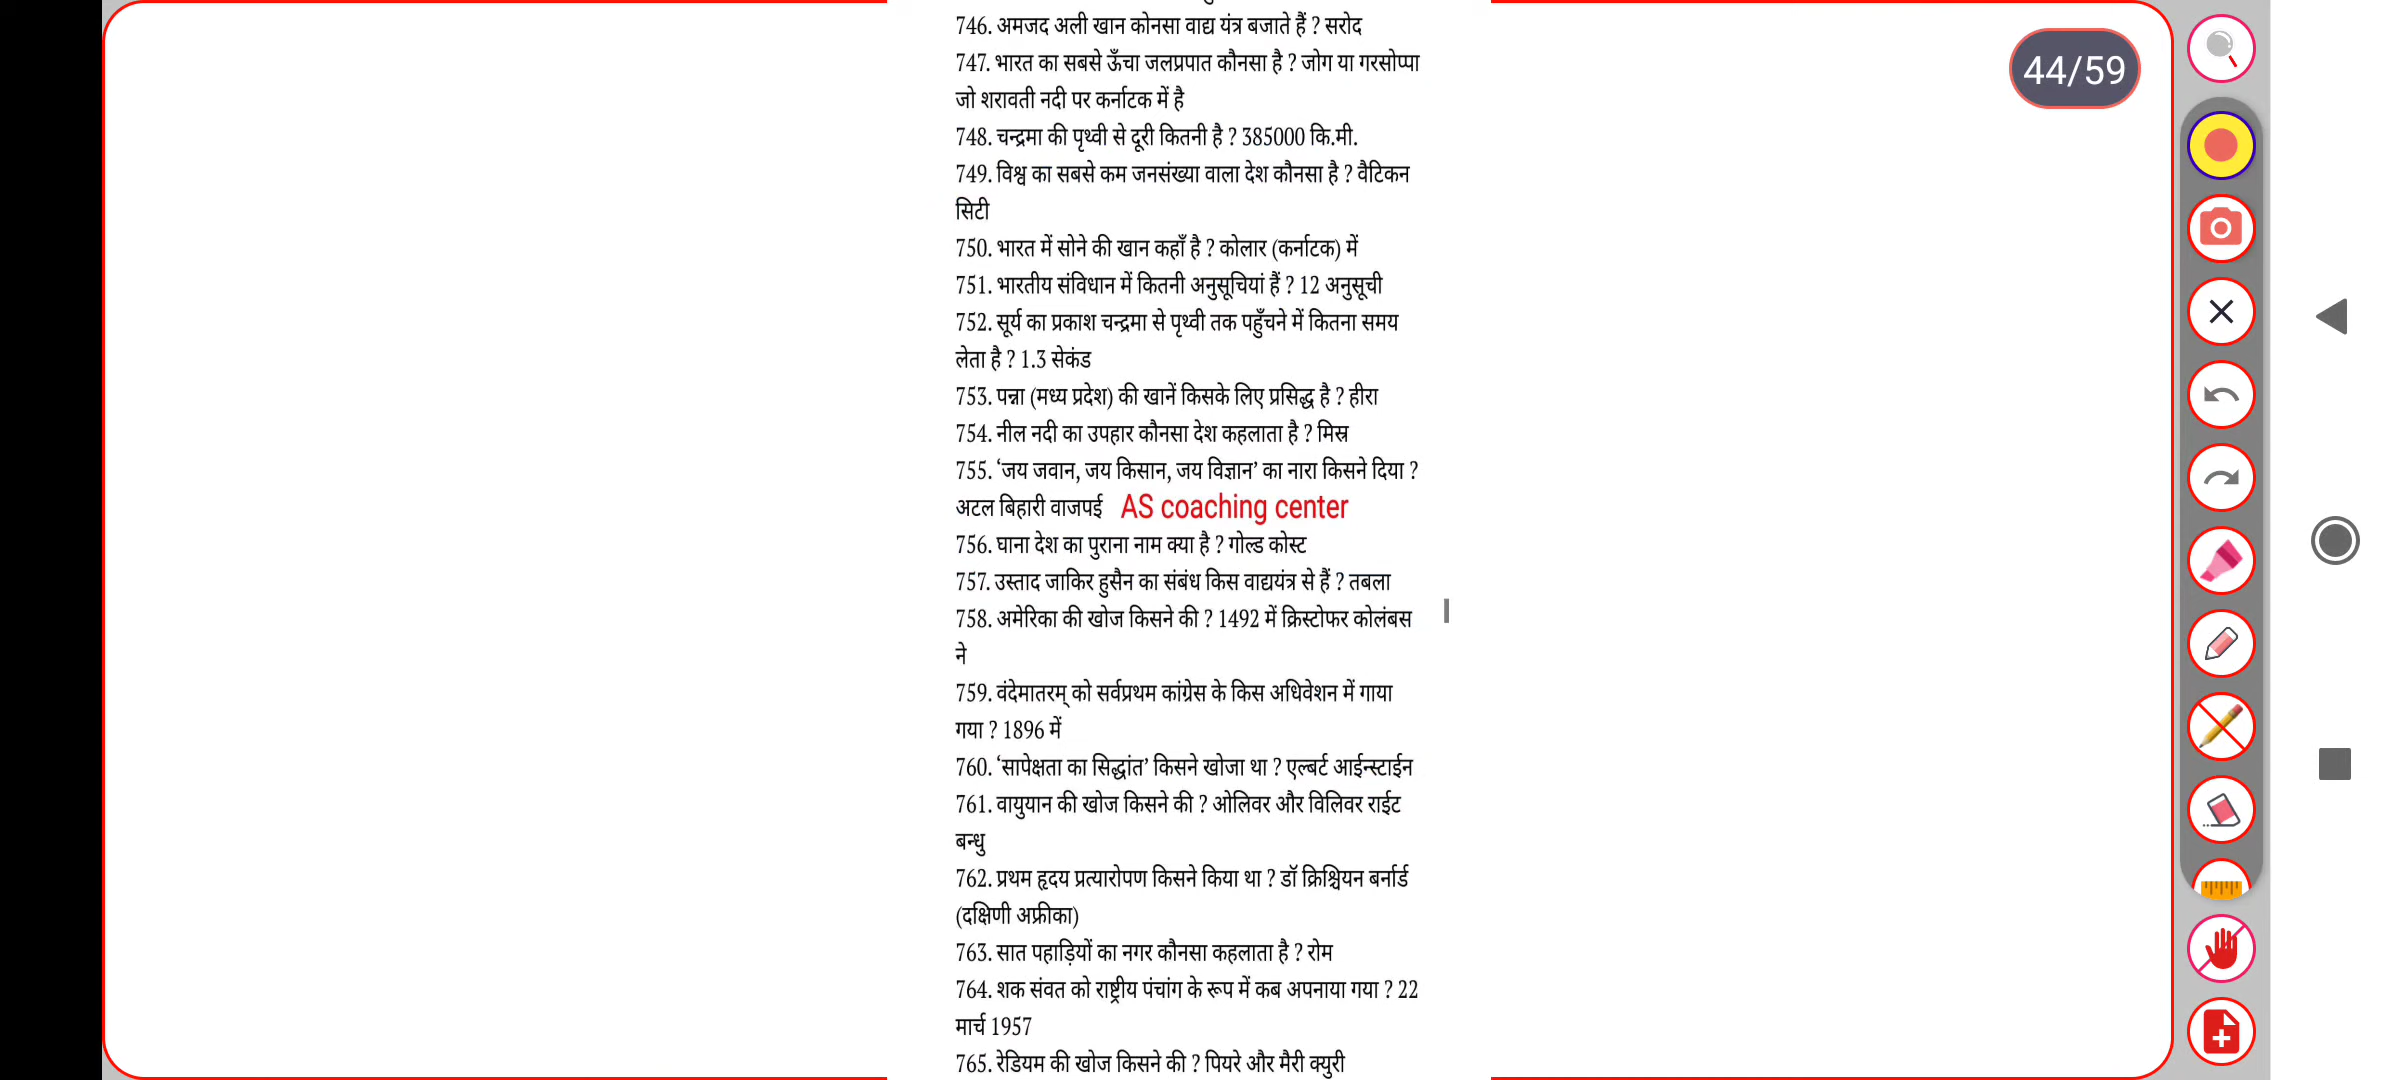 746. अमजद अली खान कोनसा वाद्य यंत्र बजाते हैं ? सरोद
44/59
747. भारत का सबसे ऊँचा जलप्रपात कौनसा है ? जोग या गरसोप्पा
जो शरावती नदी पर कर्नाटक में है
748. चन्द्रमा की पृथ्वी से दूरी कितनी है ? 385000 कि.मी.
749. विश्व का सबसे कम जनसंख्या वाला देश कौनसा है ? वैटिकन
सिटी
750. भारत में सोने की खान कहाँ है ? कोलार (कर्नाटक) में
751. भारतीय संविधान में कितनी अनुसूचियां हैं ? 12 अनुसूची
752. सूर्य का प्रकाश चन्द्रमा से पृथ्वी तक पहुँचने में कितना समय
लेता है ? 1.3 सेकंड
753. पन्ना (मध्य प्रदेश) की खानें किसके लिए प्रसिद्ध है ? हीरा
754. नील नदी का उपहार कौनसा देश कहलाता है ? मिस्र
755. ‘जय जवान, जय किसान, जय विज्ञान’ का नारा किसने दिया ?
अटल बिहारी वाजपई AS coaching center
756. घाना देश का पुराना नाम क्या है ? गोल्ड कोस्ट
757. उस्ताद जाकिर हुसैन का संबंध किस वाद्ययंत्र से हैं ? तबला
758. अमेरिका की खोज किसने की ? 1492 में क्रिस्टोफर कोलंबस
ने
759. वंदेमातरम् को सर्वप्रथम कांग्रेस के किस अधिवेशन में गाया
गया ? 1896 में
760. ‘सापेक्षता का सिद्धांत’ किसने खोजा था ? एल्बर्ट आईन्स्टाईन
761. वायुयान की खोज किसने की ? ओलिवर और विलिवर राईट
बन्धु
762. प्रथम हृदय प्रत्यारोपण किसने किया था ? डॉ क्रिश्चियन बर्नार्ड
(दक्षिणी अफ्रीका)
763. सात पहाड़ियों का नगर कौनसा कहलाता है ? रोम
764. शक संवत को राष्ट्रीय पंचांग के रूप में कब अपनाया गया ? 22
मार्च 1957
765. रेडियम की खोज किसने की ? पियरे और मैरी क्युरी